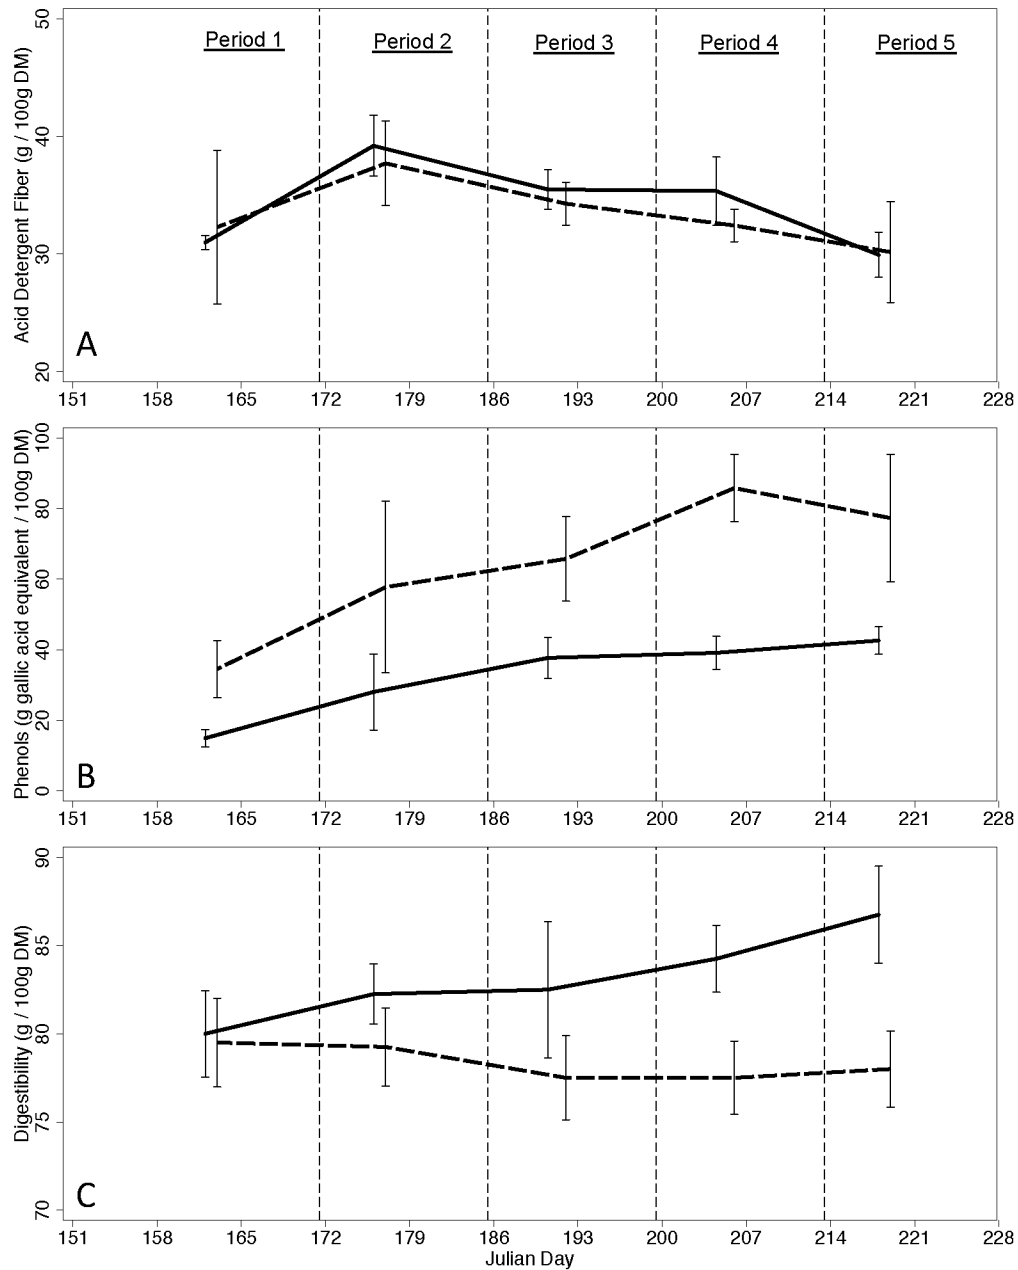 Period 1 Period 2 Period 3 Period 4 Period 5
Acid Detergent Fiber (g / 100g DM)
50
40
30
20
A
151 158 165 172 179 186 193 200 207 214 221 228
Phenols (g gallic acid equivalent / 100g DM)
100
80
60
40
20
0
B
151 158 165 172 179 186 193 200 207 214 221 228
Digestibility (g / 100g DM)
90
85
80
75
70
C
151 158 165 172 179 186 193 200 207 214 221 228
Julian Day